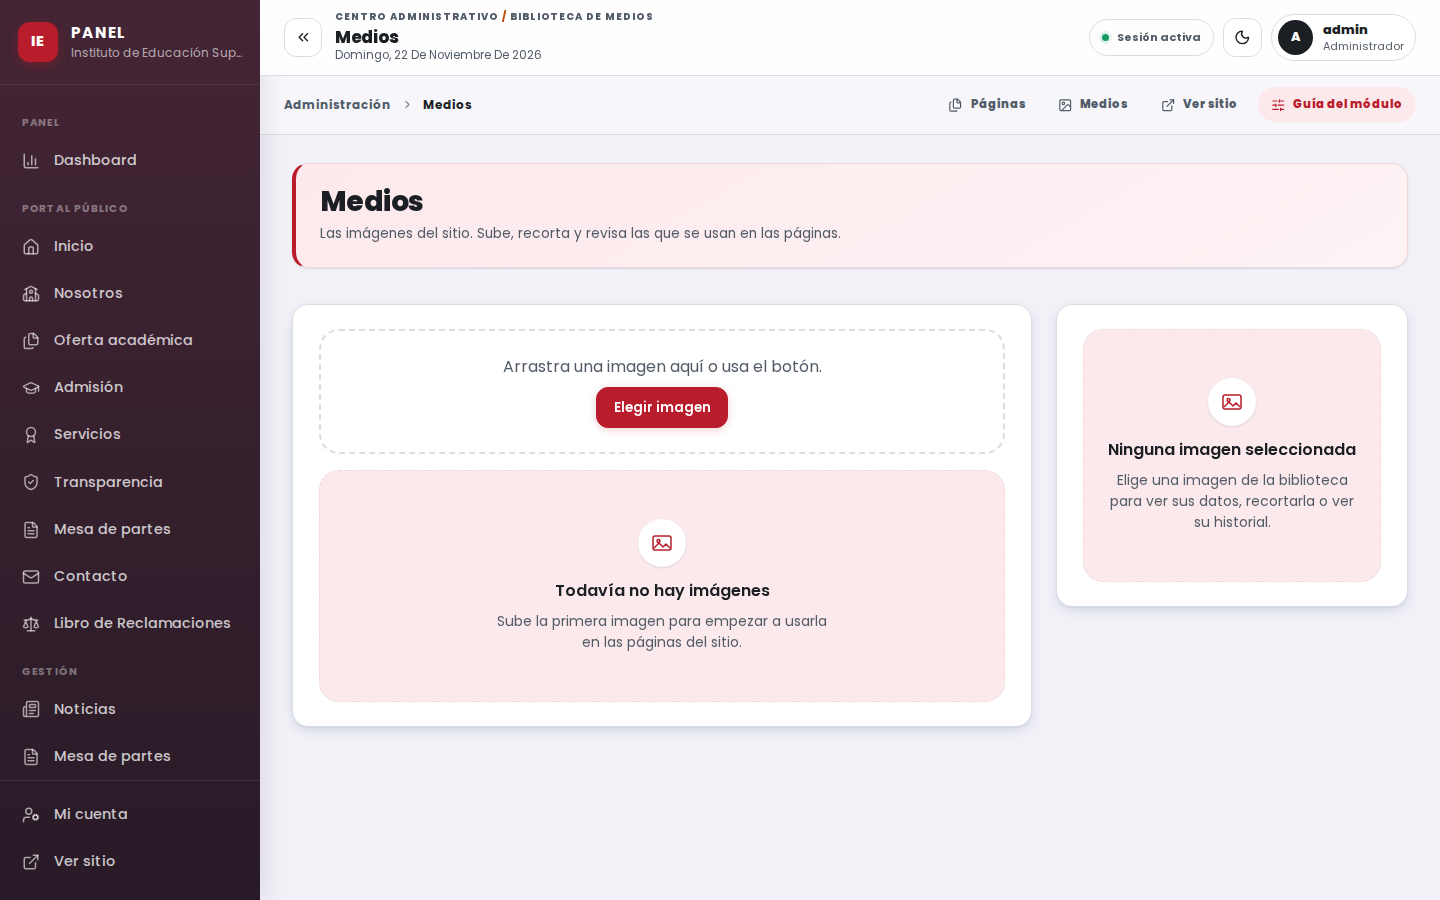 IE
PANEL
Instituto de Educación Sup...
PANEL
Dashboard
PORTAL PÚBLICO
Inicio
Nosotros
Oferta académica
Admisión
Servicios
Transparencia
Mesa de partes
Contacto
Libro de Reclamaciones
GESTIÓN
Noticias
Mesa de partes
Mi cuenta
Ver sitio
CENTRO ADMINISTRATIVO / BIBLIOTECA DE MEDIOS
Medios
Domingo, 22 De Noviembre De 2026
Sesión activa
A
admin
Administrador
Administración > Medios
Páginas
Medios
Ver sitio
Guía del módulo
Medios
Las imágenes del sitio. Sube, recorta y revisa las que se usan en las páginas.
Arrastra una imagen aquí o usa el botón.
Elegir imagen
Todavía no hay imágenes
Sube la primera imagen para empezar a usarla
en las páginas del sitio.
Ninguna imagen seleccionada
Elige una imagen de la biblioteca
para ver sus datos, recortarla o ver
su historial.